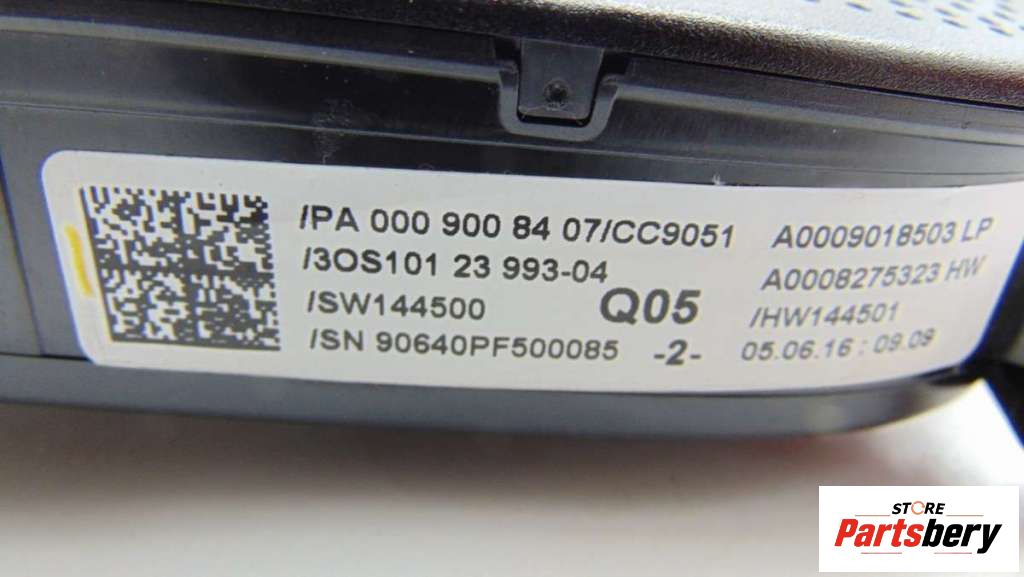 /PA 000 900 84 07/CC9051 A0009018503 LP
/3OS101 23 993-04 A0008275323 HW
/SW144500 Q05 /HW144501
/SN 90640PF500085 -2- 05.06.16 : 09.09
STORE
Partsbery